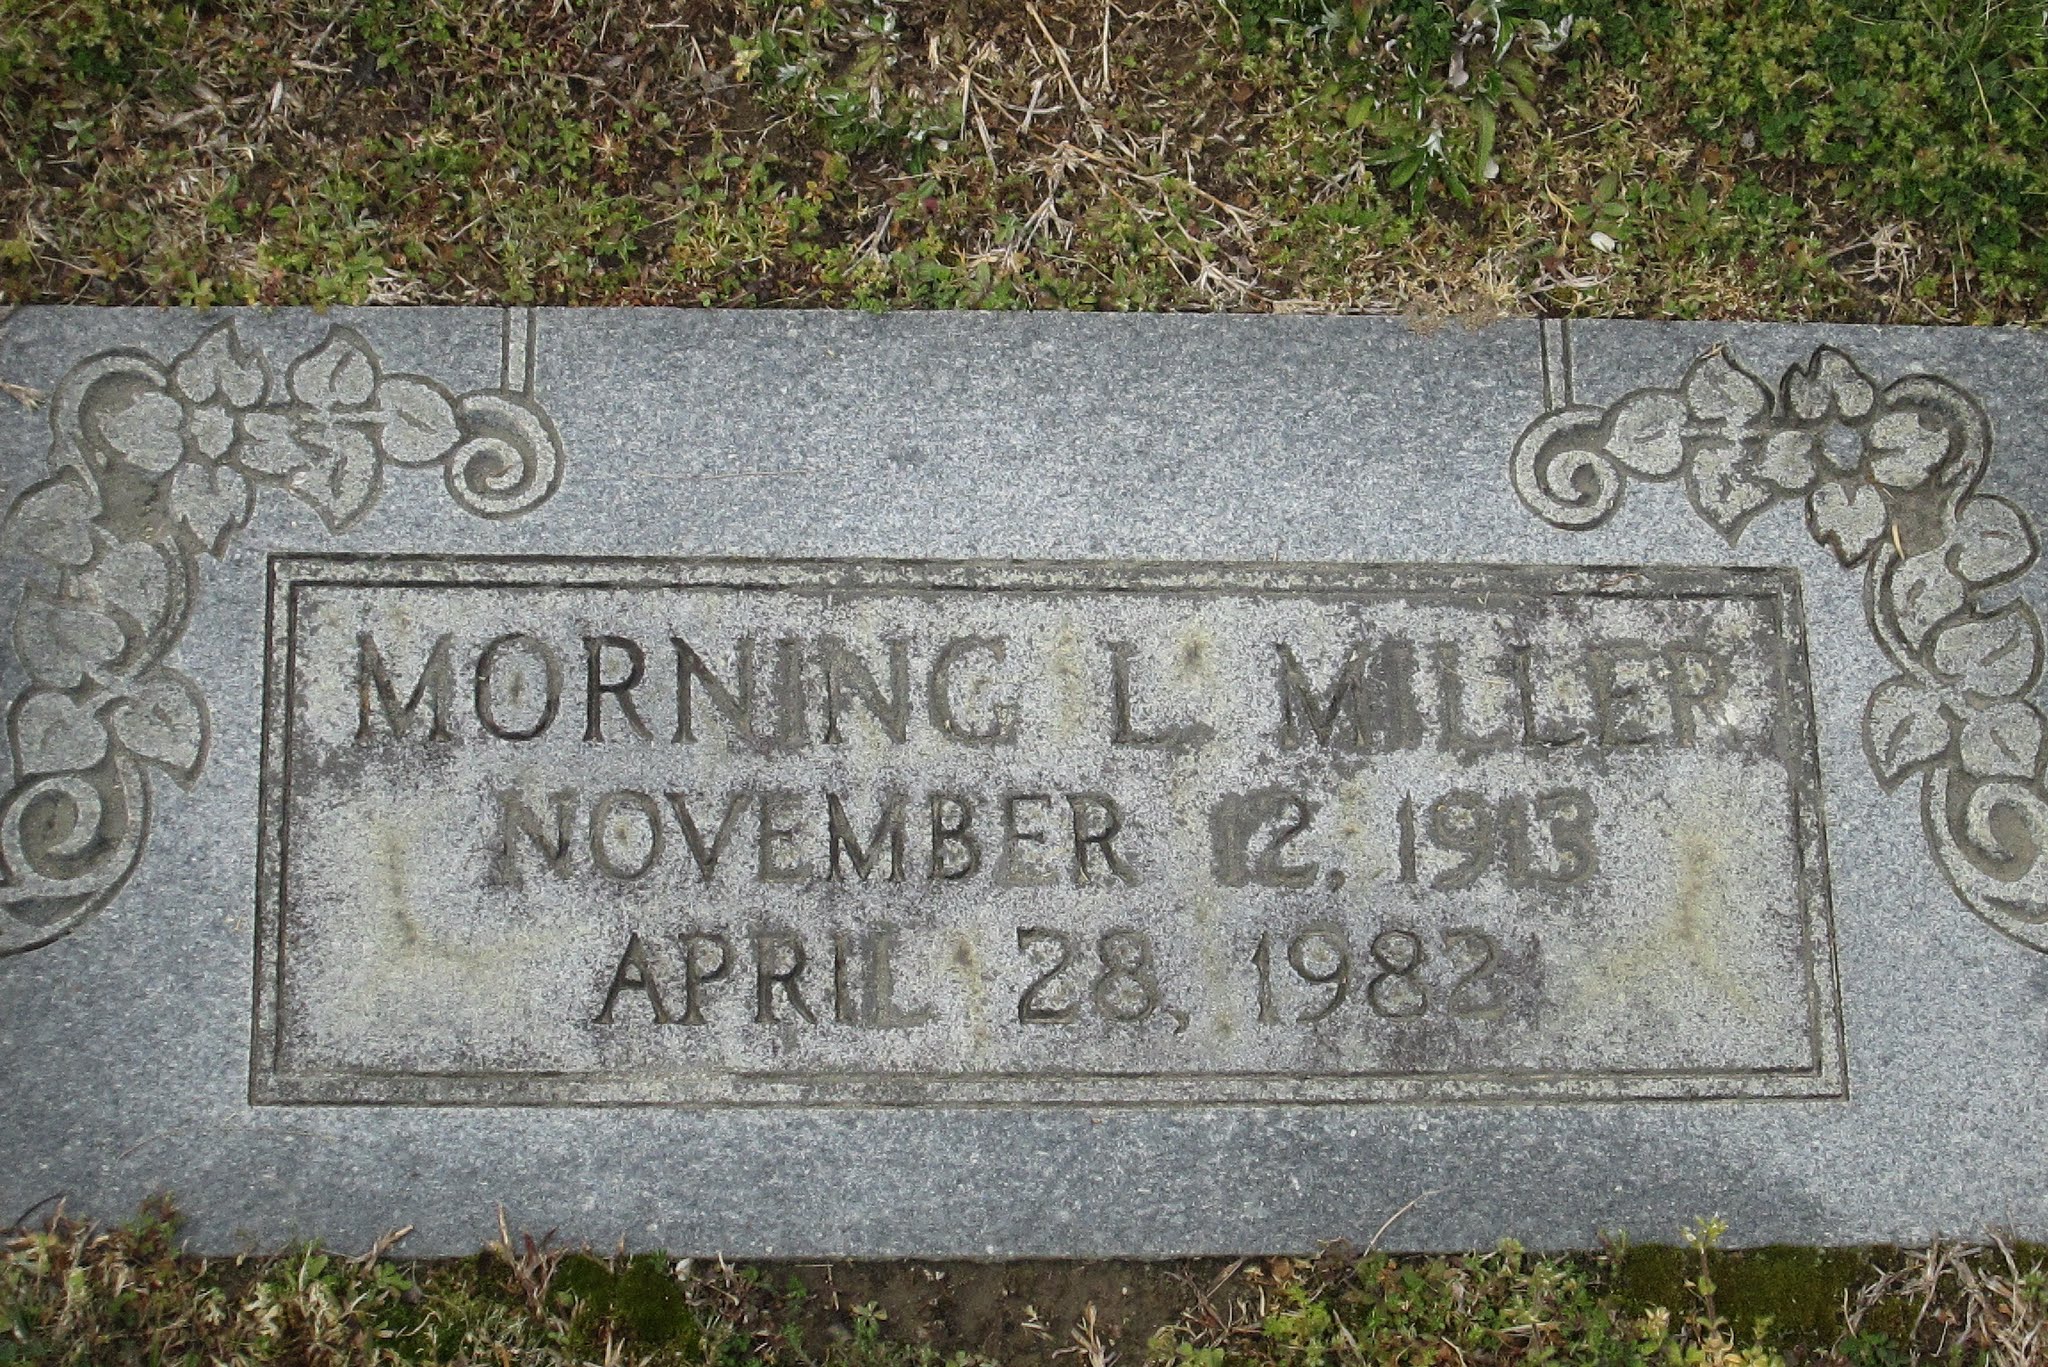 MORNING L. MILLER
NOVEMBER 12, 1913
APRIL 28, 1982